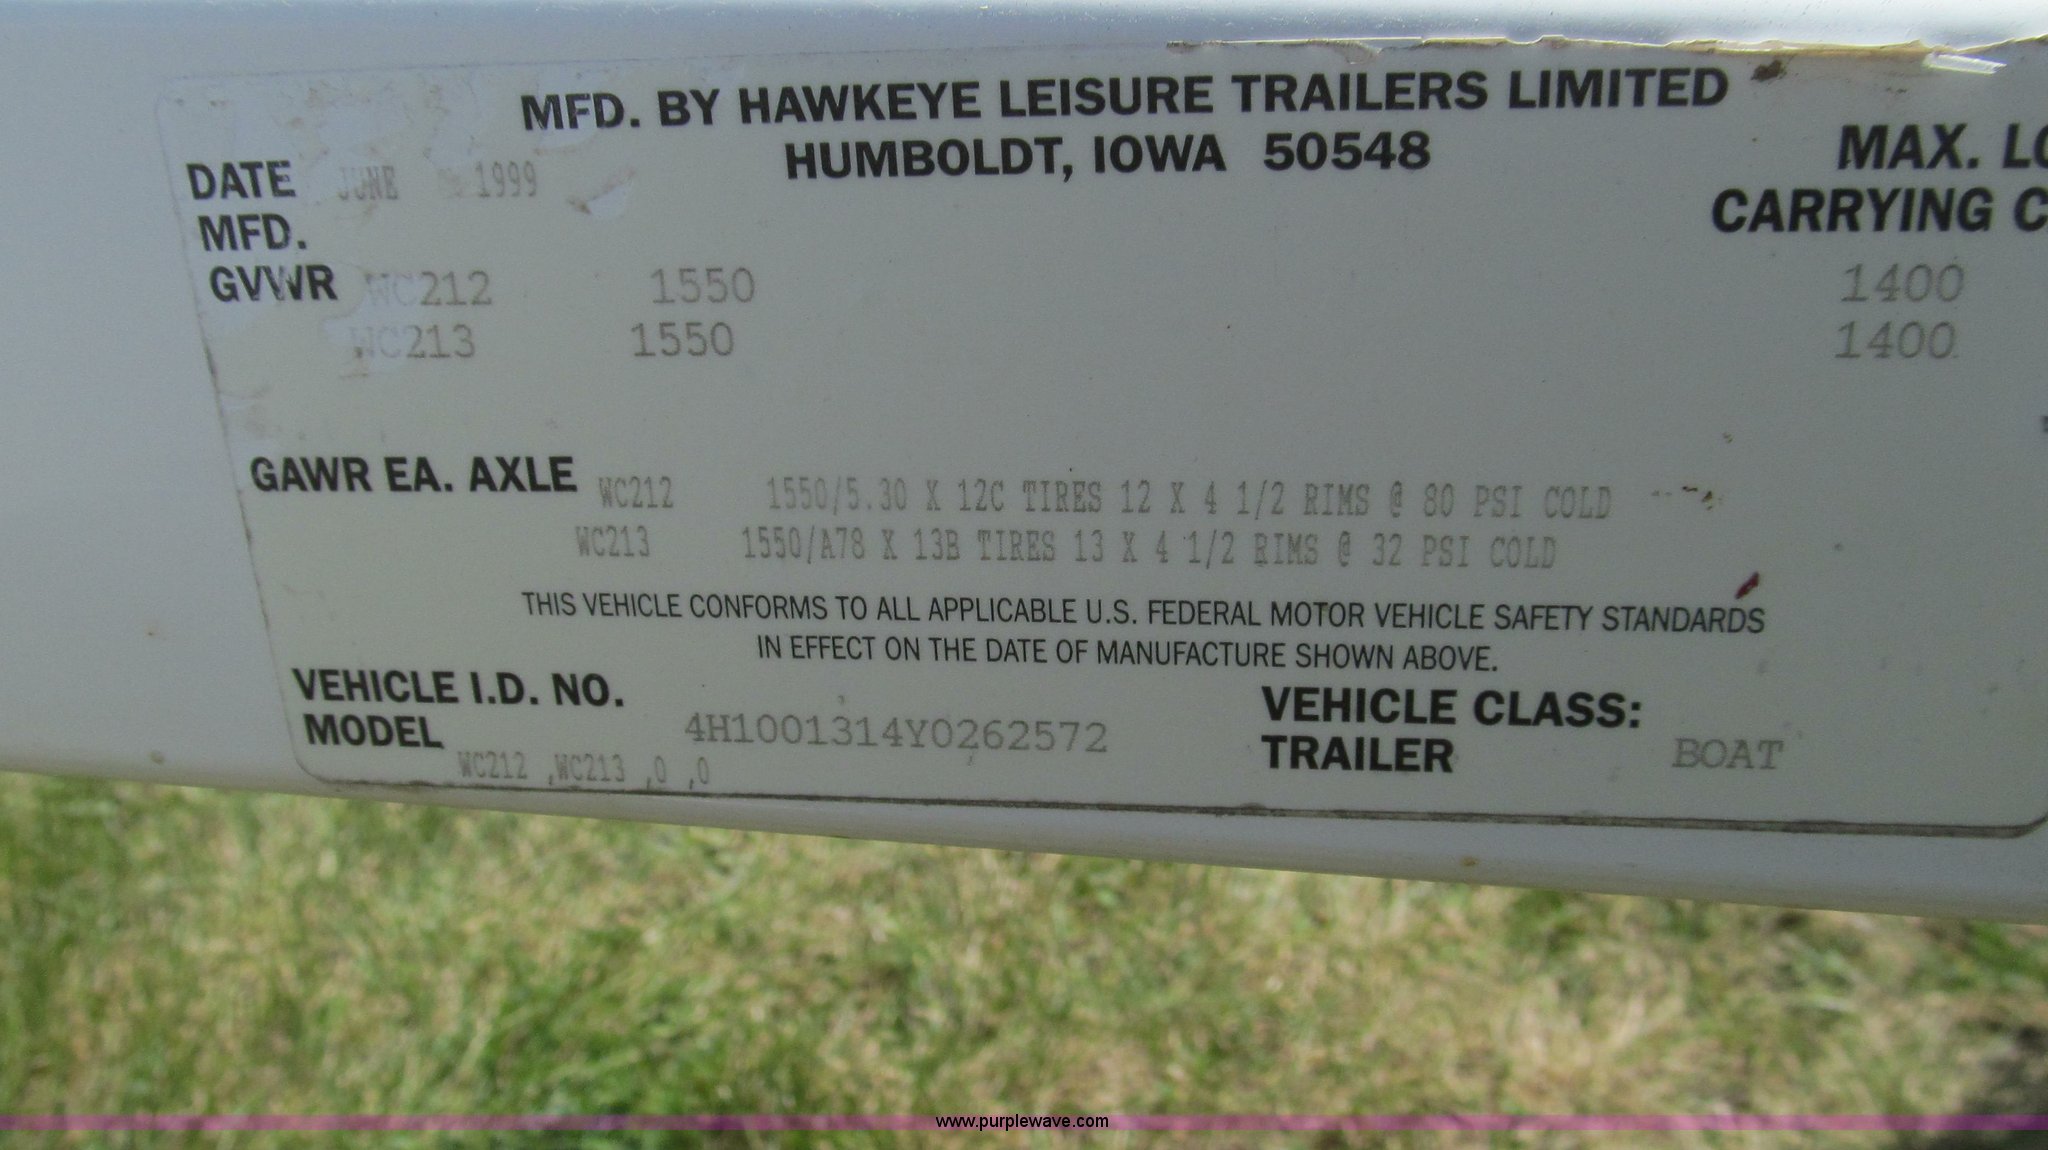 MFD. BY HAWKEYE LEISURE TRAILERS LIMITED
HUMBOLDT, IOWA 50548
MAX. LO
CARRYING C
DATE JUNE 1999
MFD.
GVWR WC212 1550 1400
WC213 1550 1400
GAWR EA. AXLE WC212 1550/5.30 X 12C TIRES 12 X 4 1/2 RIMS @ 80 PSI COLD
WC213 1550/A78 X 13B TIRES 13 X 4 1/2 RIMS @ 32 PSI COLD
THIS VEHICLE CONFORMS TO ALL APPLICABLE U.S. FEDERAL MOTOR VEHICLE SAFETY STANDARDS
IN EFFECT ON THE DATE OF MANUFACTURE SHOWN ABOVE.
VEHICLE I.D. NO. 4H1001314Y0262572
MODEL WC212 ,WC213 ,0 ,0
VEHICLE CLASS:
TRAILER BOAT
www.purplewave.com